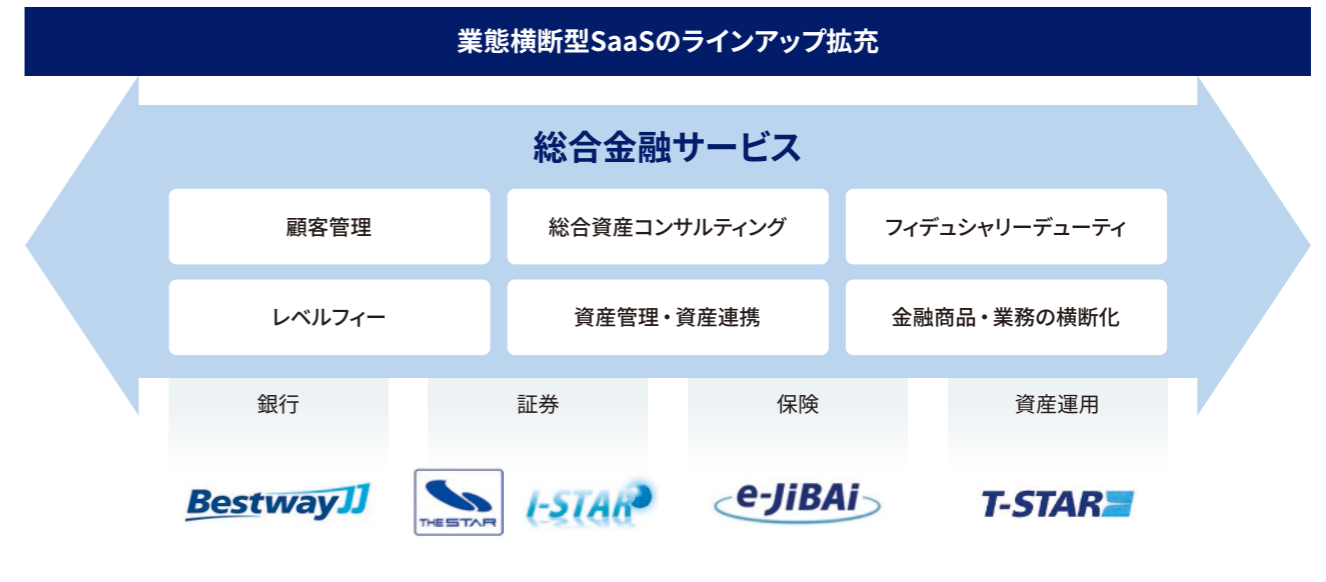 業態横断型SaaSのラインアップ拡充
総合金融サービス
顧客管理
総合資産コンサルティング
フィデュシャリーデューティ
レベルフィー
資産管理・資産連携
金融商品・業務の横断化
銀行
証券
保険
資産運用
BestwayJJ
THE STAR
I-STAR
e-JiBAi
T-STAR